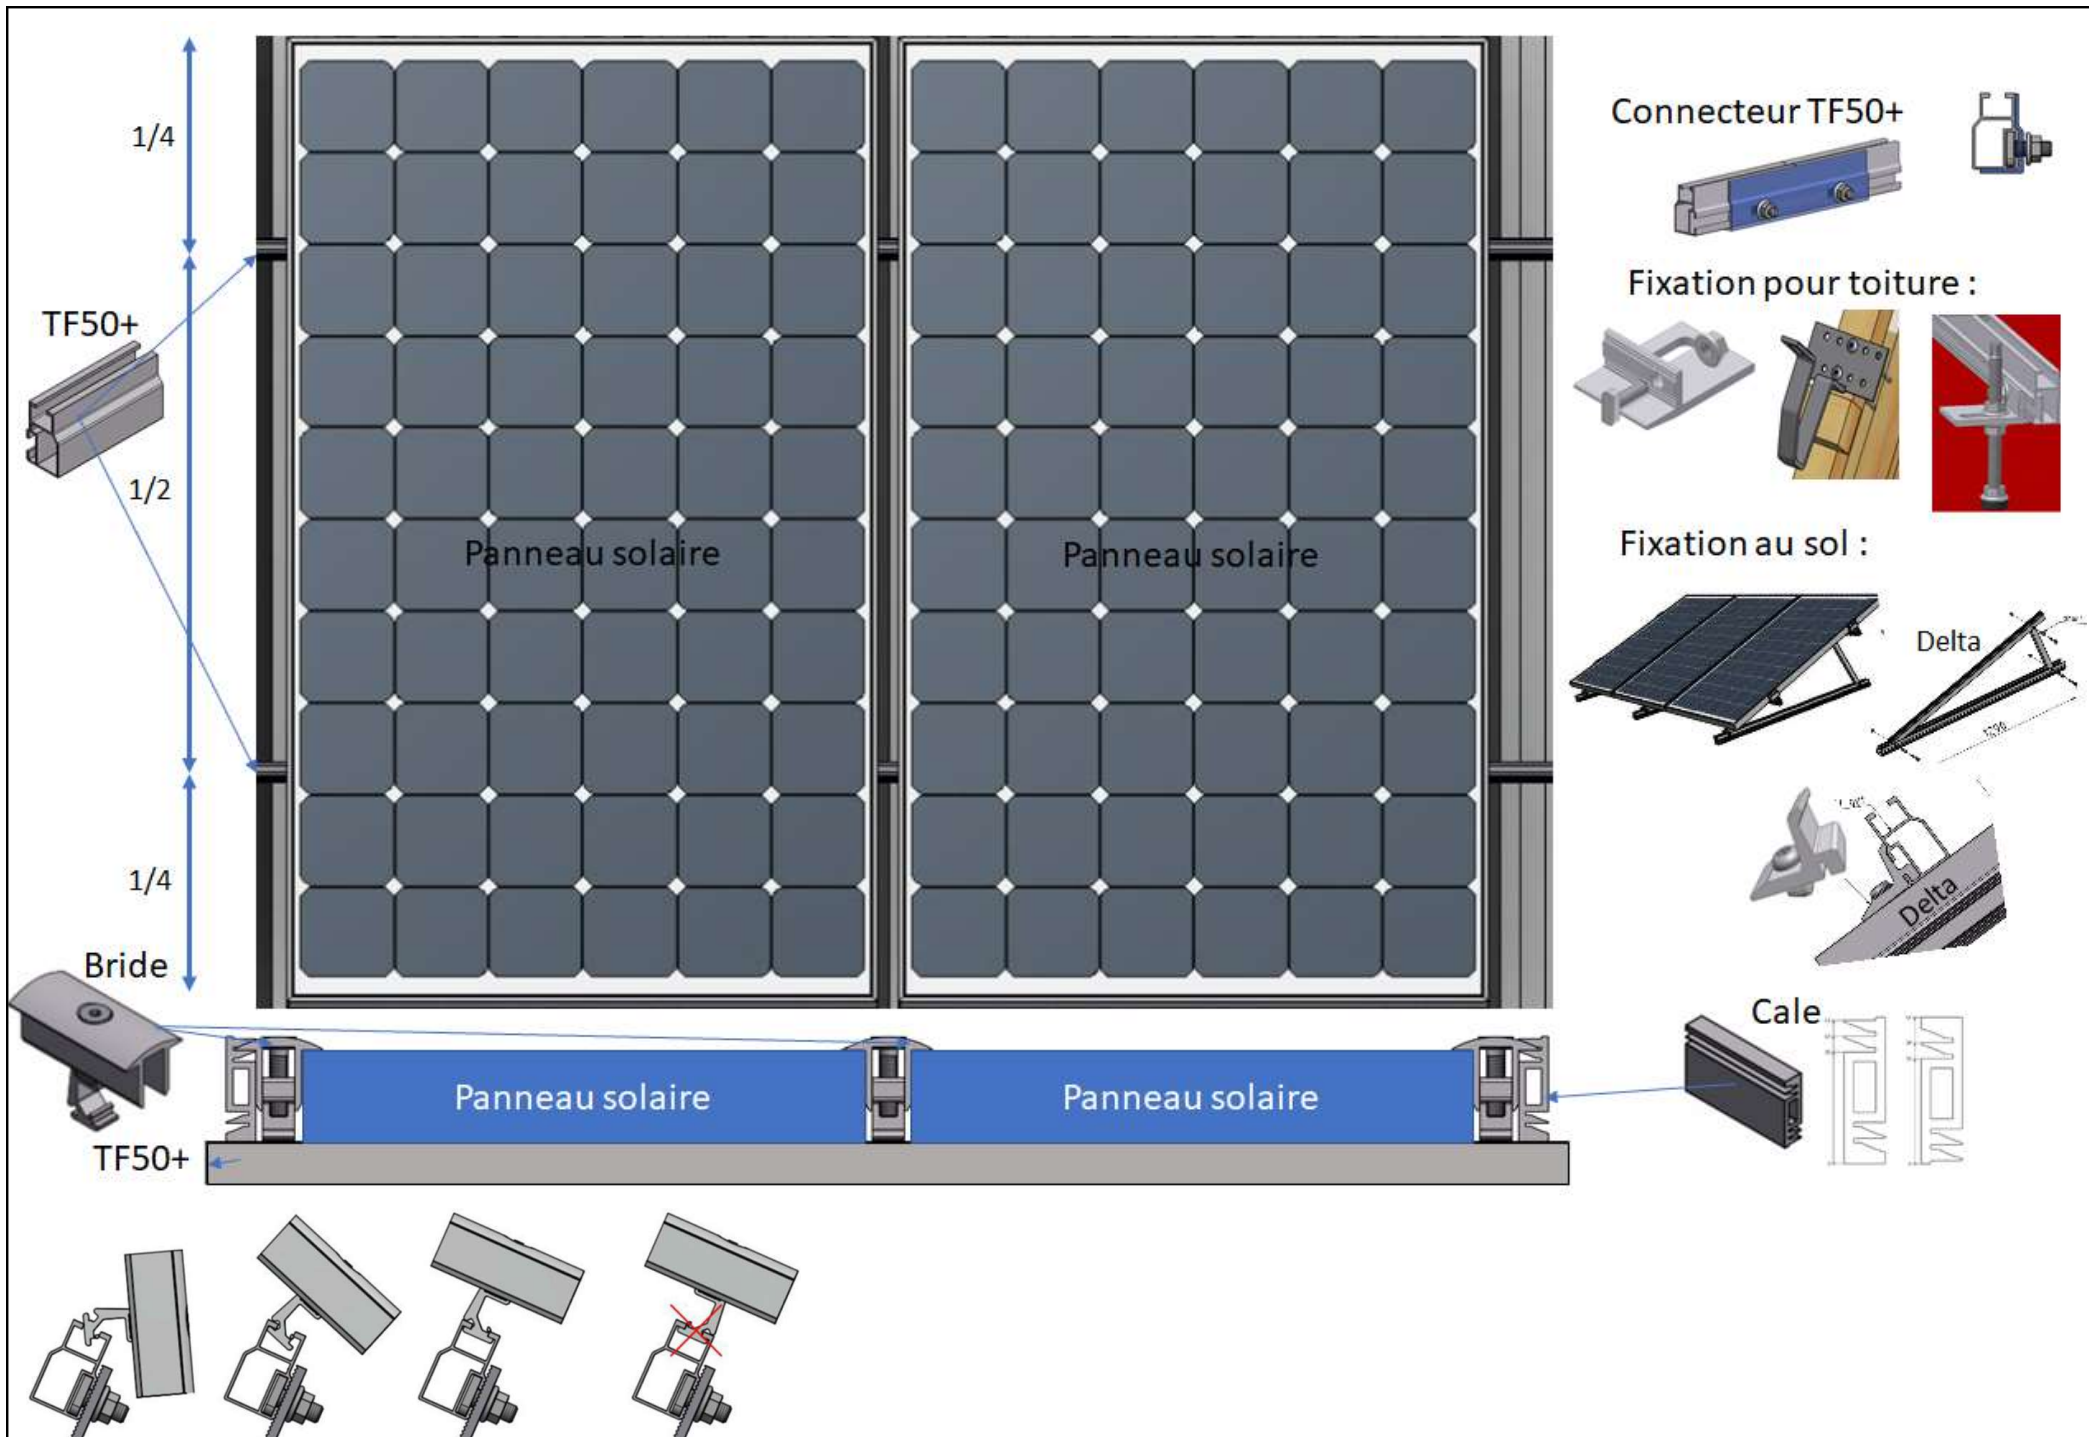 Connecteur TF50+
1/4
Fixation pour toiture :
TF50+
1/2
Panneau solaire
Panneau solaire
Fixation au sol :
Delta
1290
1/4
Delta
Bride
Cale
Panneau solaire
Panneau solaire
TF50+